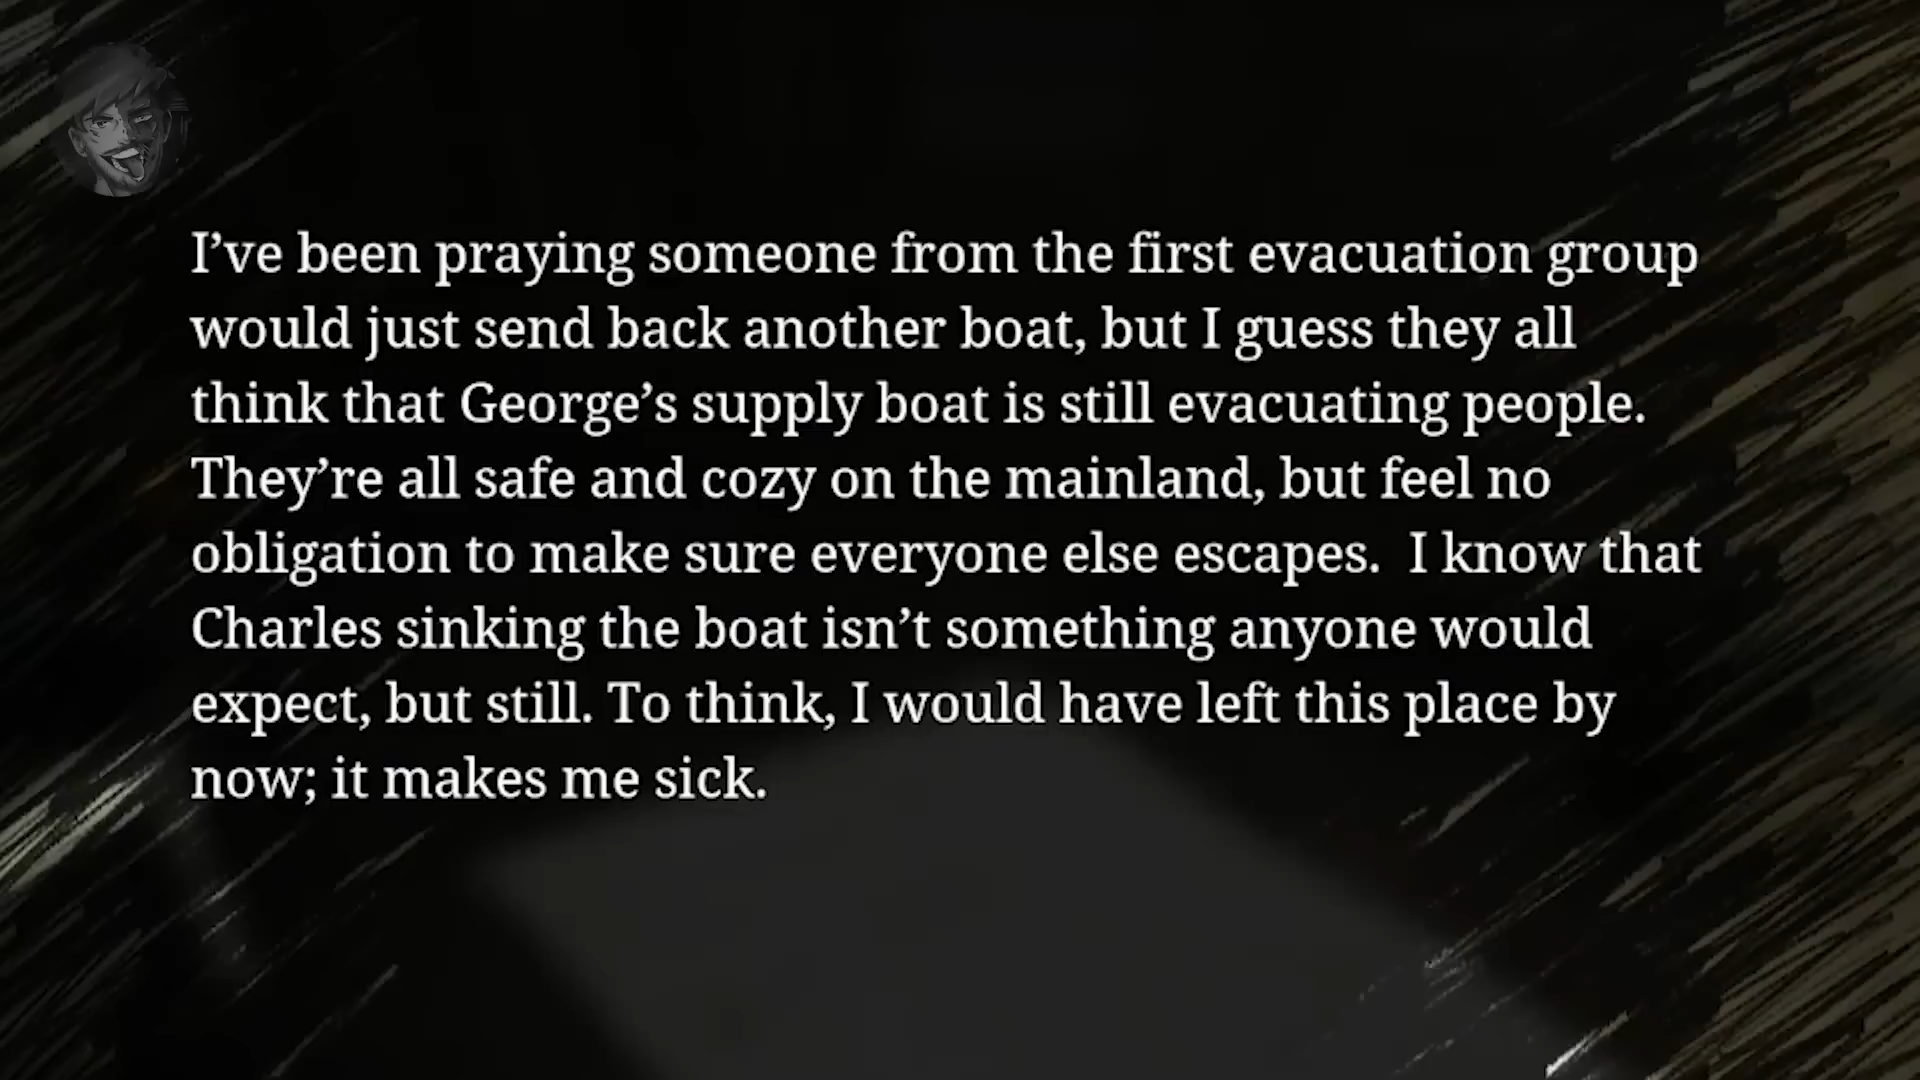 I’ve been praying someone from the first evacuation group
would just send back another boat, but I guess they all
think that George’s supply boat is still evacuating people.
They’re all safe and cozy on the mainland, but feel no
obligation to make sure everyone else escapes.  I know that
Charles sinking the boat isn’t something anyone would
expect, but still. To think, I would have left this place by
now; it makes me sick.